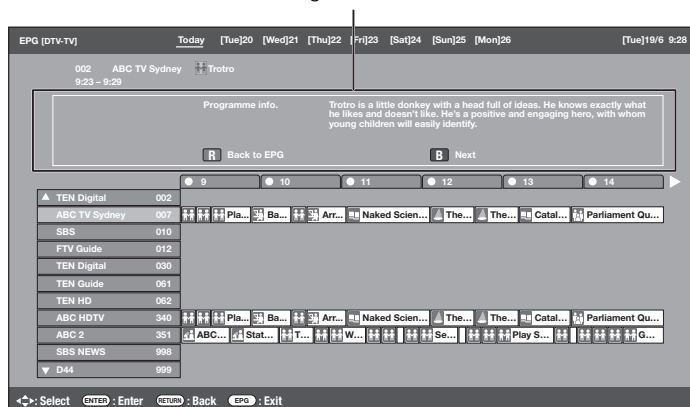 EPG [DTV-TV] Today [Tue]20 [Wed]21 [Thu]22 [Fri]23 [Sat]24 [Sun]25 [Mon]26 [Tue]19/6 9:28
002 ABC TV Sydney Trotro
9:23 – 9:29
Programme info. Trotro is a little donkey with a head full of ideas. He knows exactly what
he likes and doesn't like. He's a positive and engaging hero, with whom
young children will easily identify.
R Back to EPG B Next
9 10 11 12 13 14
TEN Digital 002
ABC TV Sydney 007 Pla... Ba... Arr... Naked Scien... The... The... Catal... Parliament Qu...
SBS 010
FTV Guide 012
TEN Digital 030
TEN Guide 061
TEN HD 062
ABC HDTV 340 Pla... Ba... Arr... Naked Scien... The... The... Catal... Parliament Qu...
ABC 2 351 ABC... Stat... T... W... Se... Play S... G...
SBS NEWS 998
D44 999
: Select ENTER : Enter RETURN : Back EPG : Exit